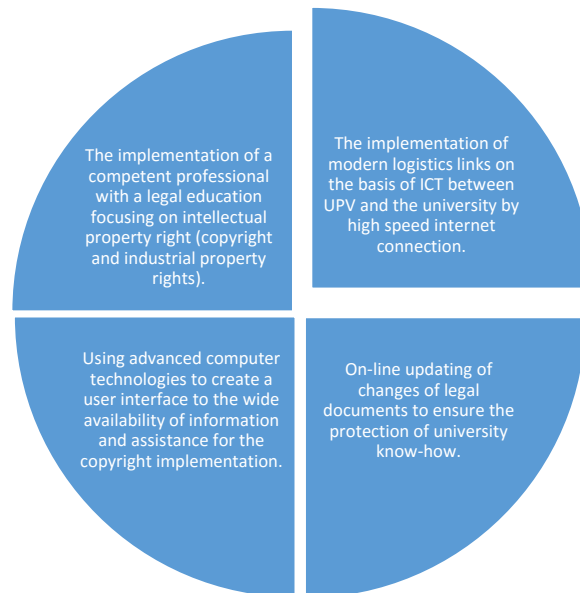 The implementation of a
competent professional
with a legal education
focusing on intellectual
property right (copyright
and industrial property
rights).
The implementation of
modern logistics links on
the basis of ICT between
UPV and the university by
high speed internet
connection.
Using advanced computer
technologies to create a
user interface to the wide
availability of information
and assistance for the
copyright implementation.
On-line updating of
changes of legal
documents to ensure the
protection of university
know-how.